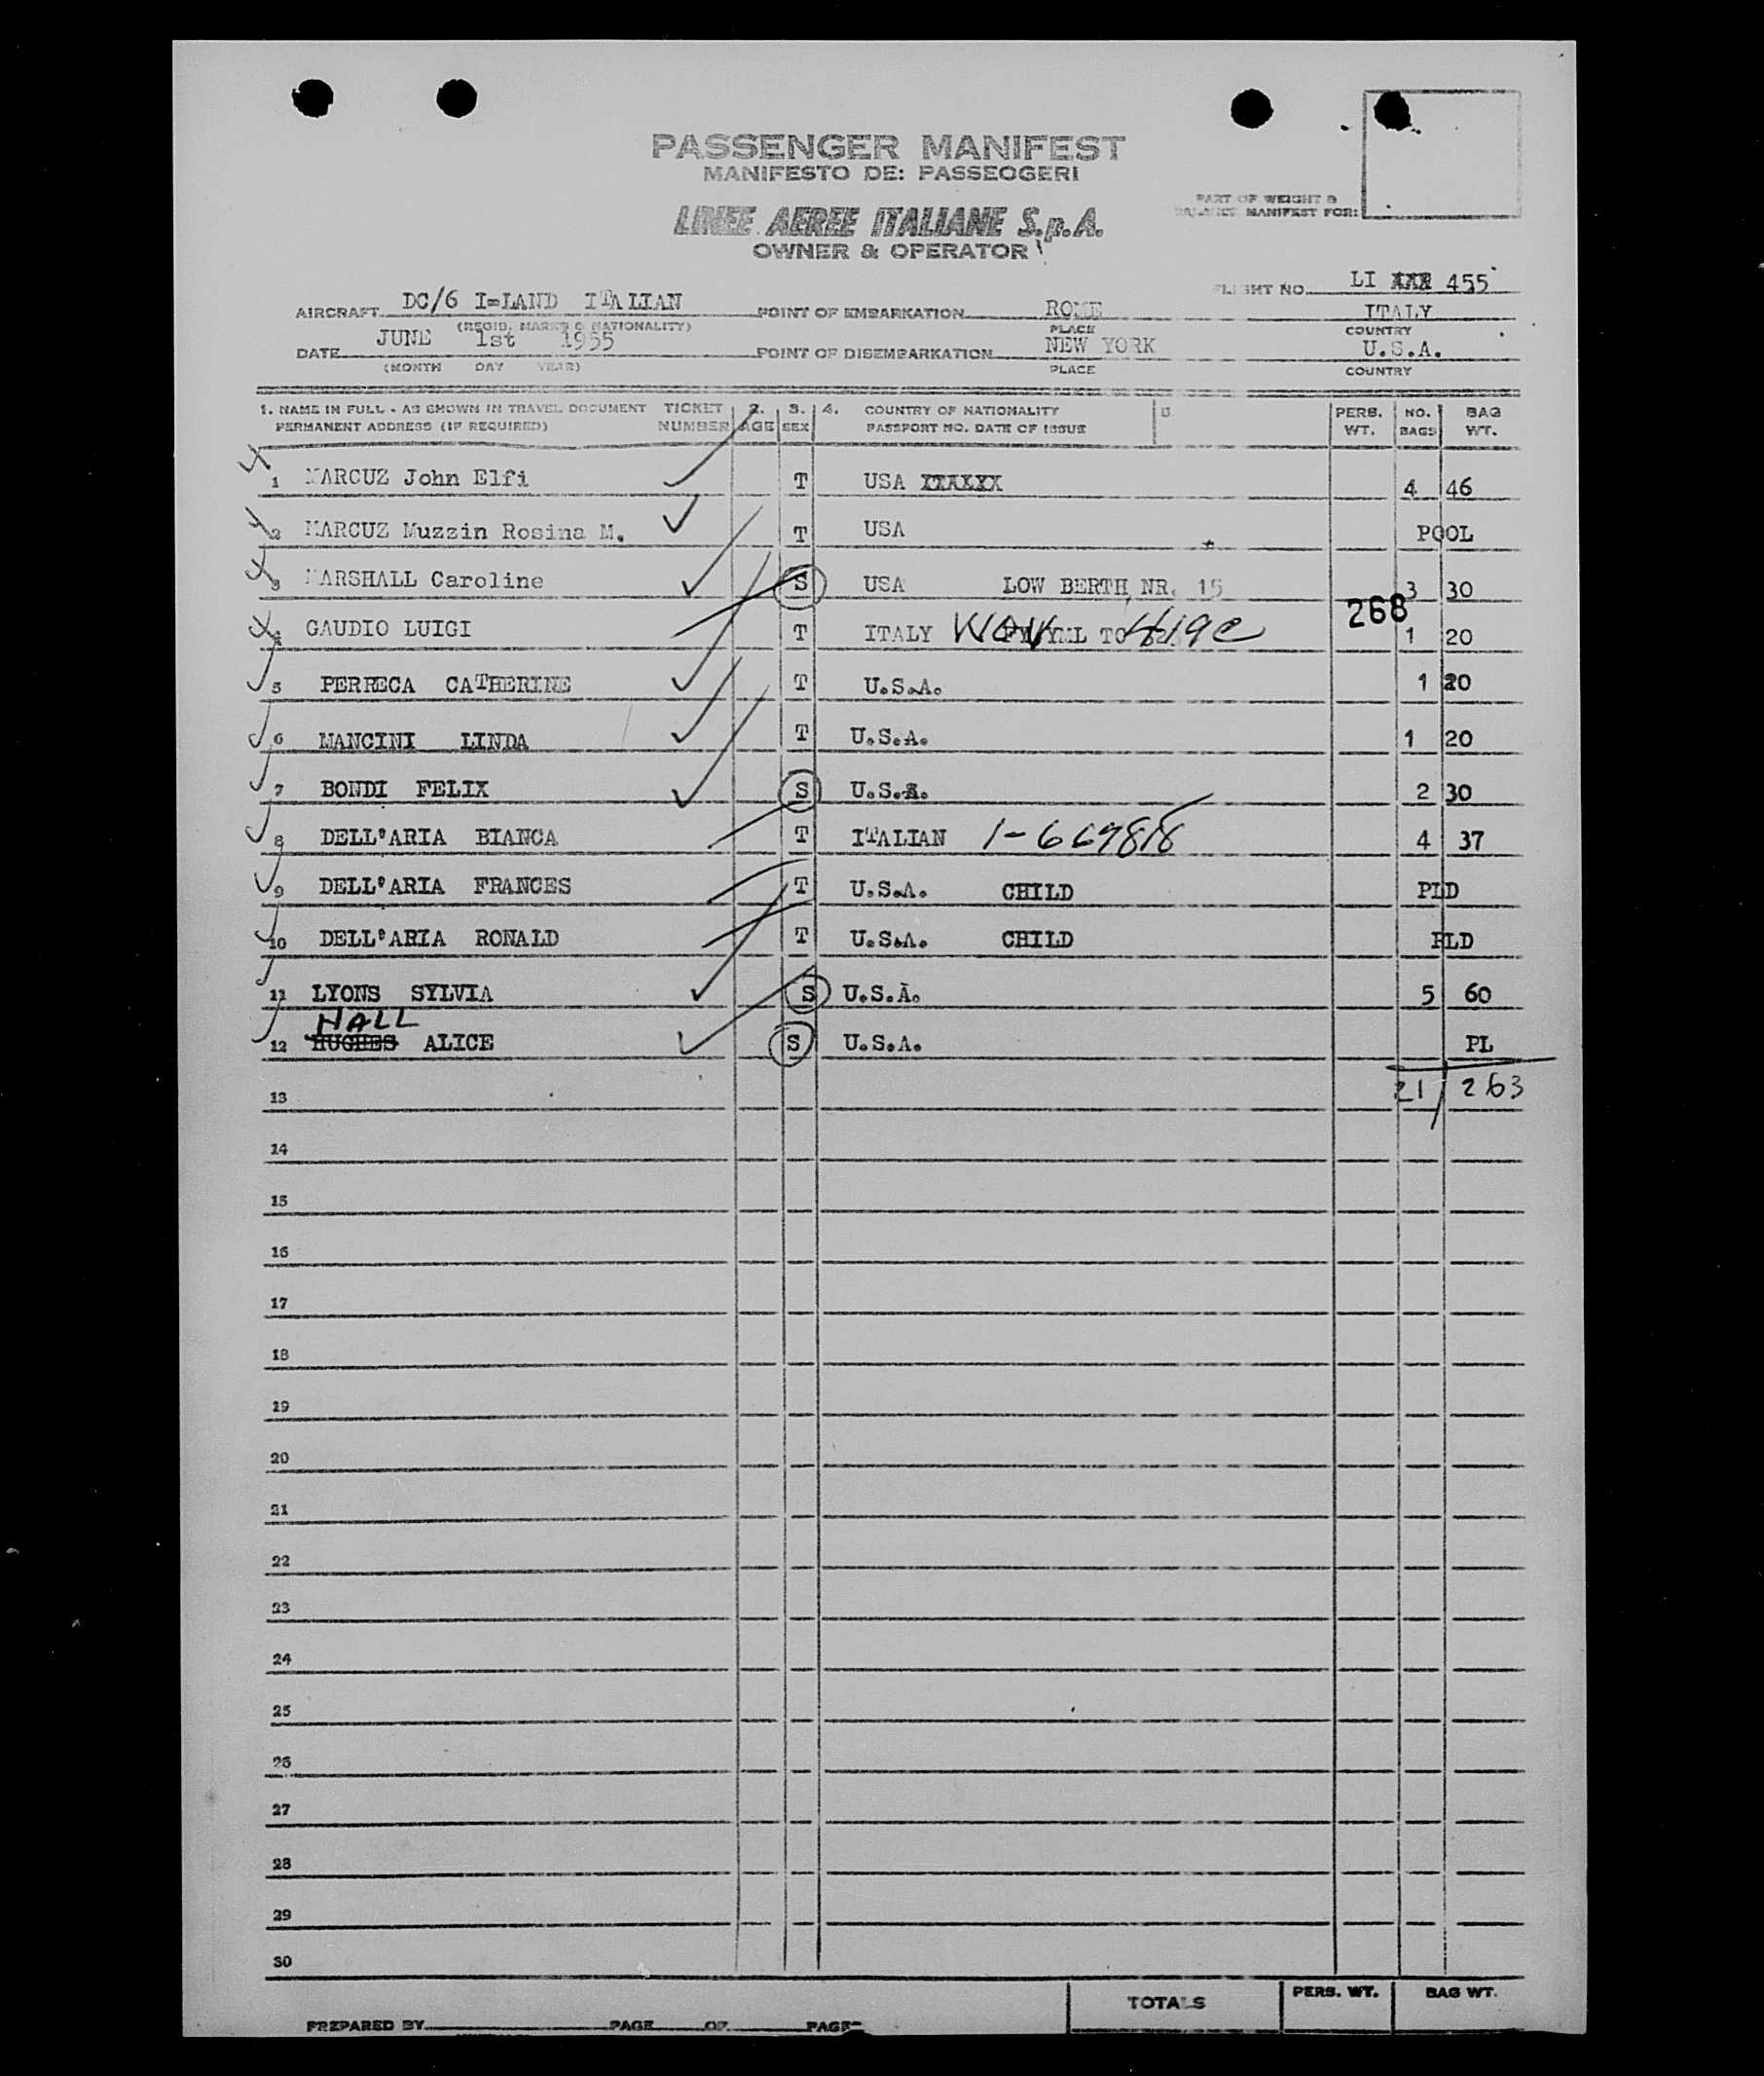 PASSENGER MANIFEST
MANIFESTO DE: PASSEGGERI
PART OF WEIGHT &
BALANCE MANIFEST FOR:
LINEE AEREE ITALIANE S.p.A.
OWNER & OPERATOR
FLIGHT NO. LI 455
AIRCRAFT DC/6 I=LAND ITALIAN POINT OF EMBARKATION ROME ITALY
(REGIS. MARKS & NATIONALITY) PLACE COUNTRY
DATE JUNE 1st 1955 POINT OF DISEMBARKATION NEW YORK U.S.A.
(MONTH DAY YEAR) PLACE COUNTRY
1. NAME IN FULL - AS SHOWN IN TRAVEL DOCUMENT TICKET 2. 3. 4. COUNTRY OF NATIONALITY 5 PERS. NO. BAG
PERMANENT ADDRESS (IF REQUIRED) NUMBER AGE SEX PASSPORT NO. DATE OF ISSUE WT. BAGS WT.
1 MARCUZ John Elfi T USA 4 46
2 MARCUZ Muzzin Rosina M. T USA POOL
3 MARSHALL Caroline S USA LOW BERTH NR. 15 3 30
4 GAUDIO LUIGI T ITALY 268 1 20
5 PERRECA CATHERINE T U.S.A. 1 20
6 MANCINI LINDA T U.S.A. 1 20
7 BONDI FELIX S U.S.A. 2 30
8 DELL'ARIA BIANCA T ITALIAN 4 37
9 DELL'ARIA FRANCES T U.S.A. CHILD PLD
10 DELL'ARIA RONALD T U.S.A. CHILD PLD
11 LYONS SYLVIA S U.S.A. 5 60
HALL
12 HUGHES ALICE S U.S.A. PL
21/263
13
14
15
16
17
18
19
20
21
22
23
24
25
26
27
28
29
30
TOTALS PERS. WT. BAG WT.
PREPARED BY PAGE OF PAGE